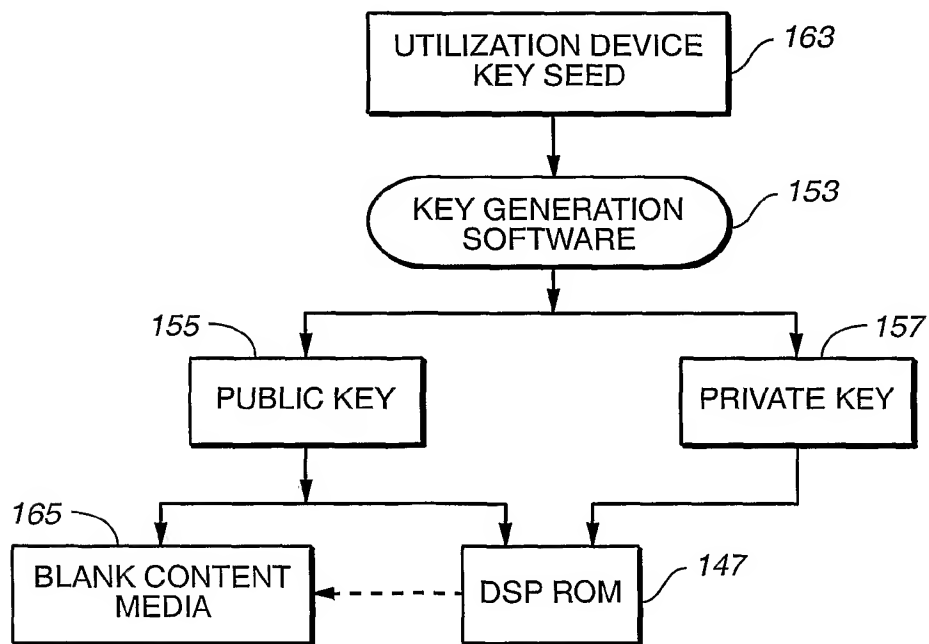 UTILIZATION DEVICE
KEY SEED
163
KEY GENERATION
SOFTWARE
153
155
157
PUBLIC KEY
PRIVATE KEY
165
BLANK CONTENT
MEDIA
DSP ROM
147